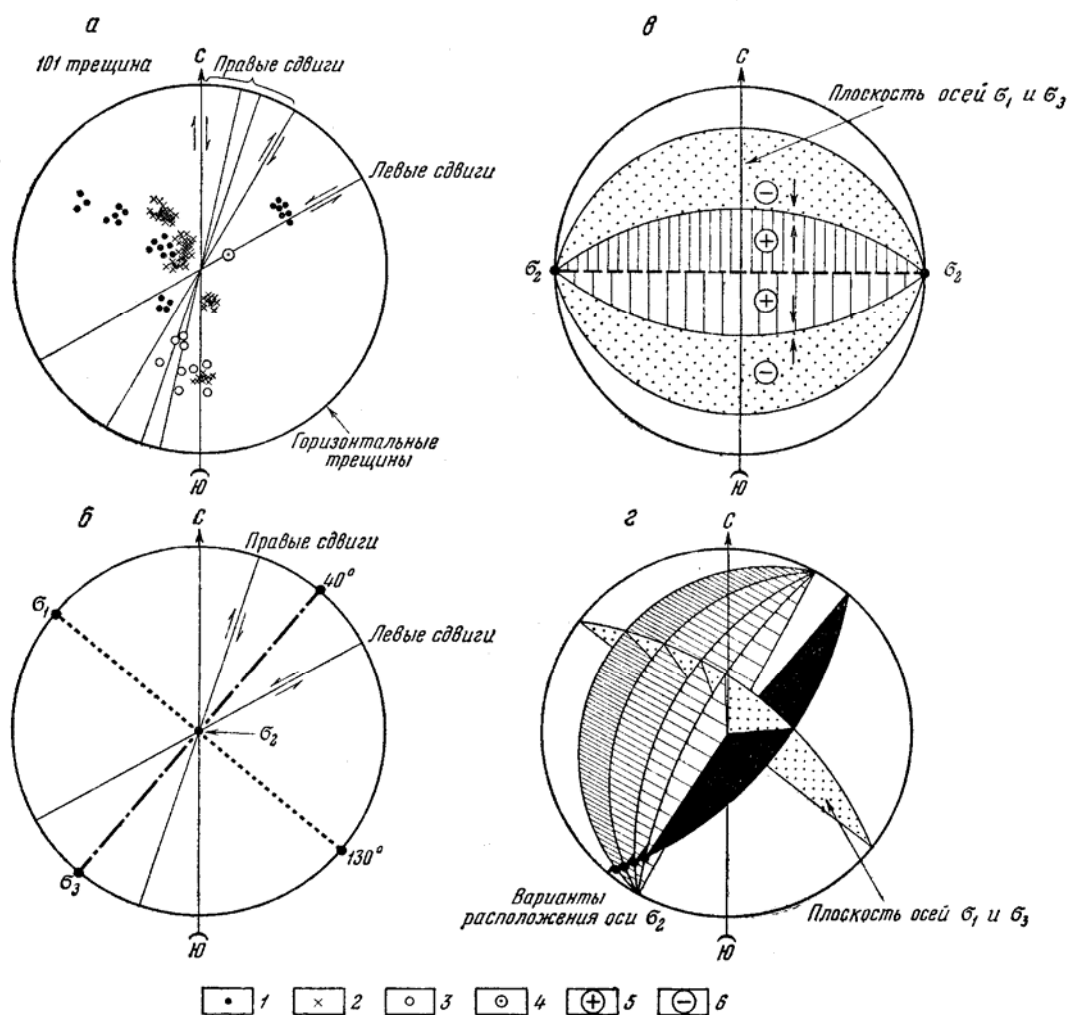 а
101 трещина
С
Правые сдвиги
Левые сдвиги
Горизонтальные
трещины
Ю
в
С
Плоскость осей σ1 и σ3
−
+
σ2
σ2
+
−
Ю
б
С
Правые сдвиги
40°
σ1
Левые сдвиги
σ2
σ3
130°
Ю
г
С
Варианты
расположения оси σ2
Плоскость осей σ1 и σ3
Ю
1 2 3 4 + 5 − 6